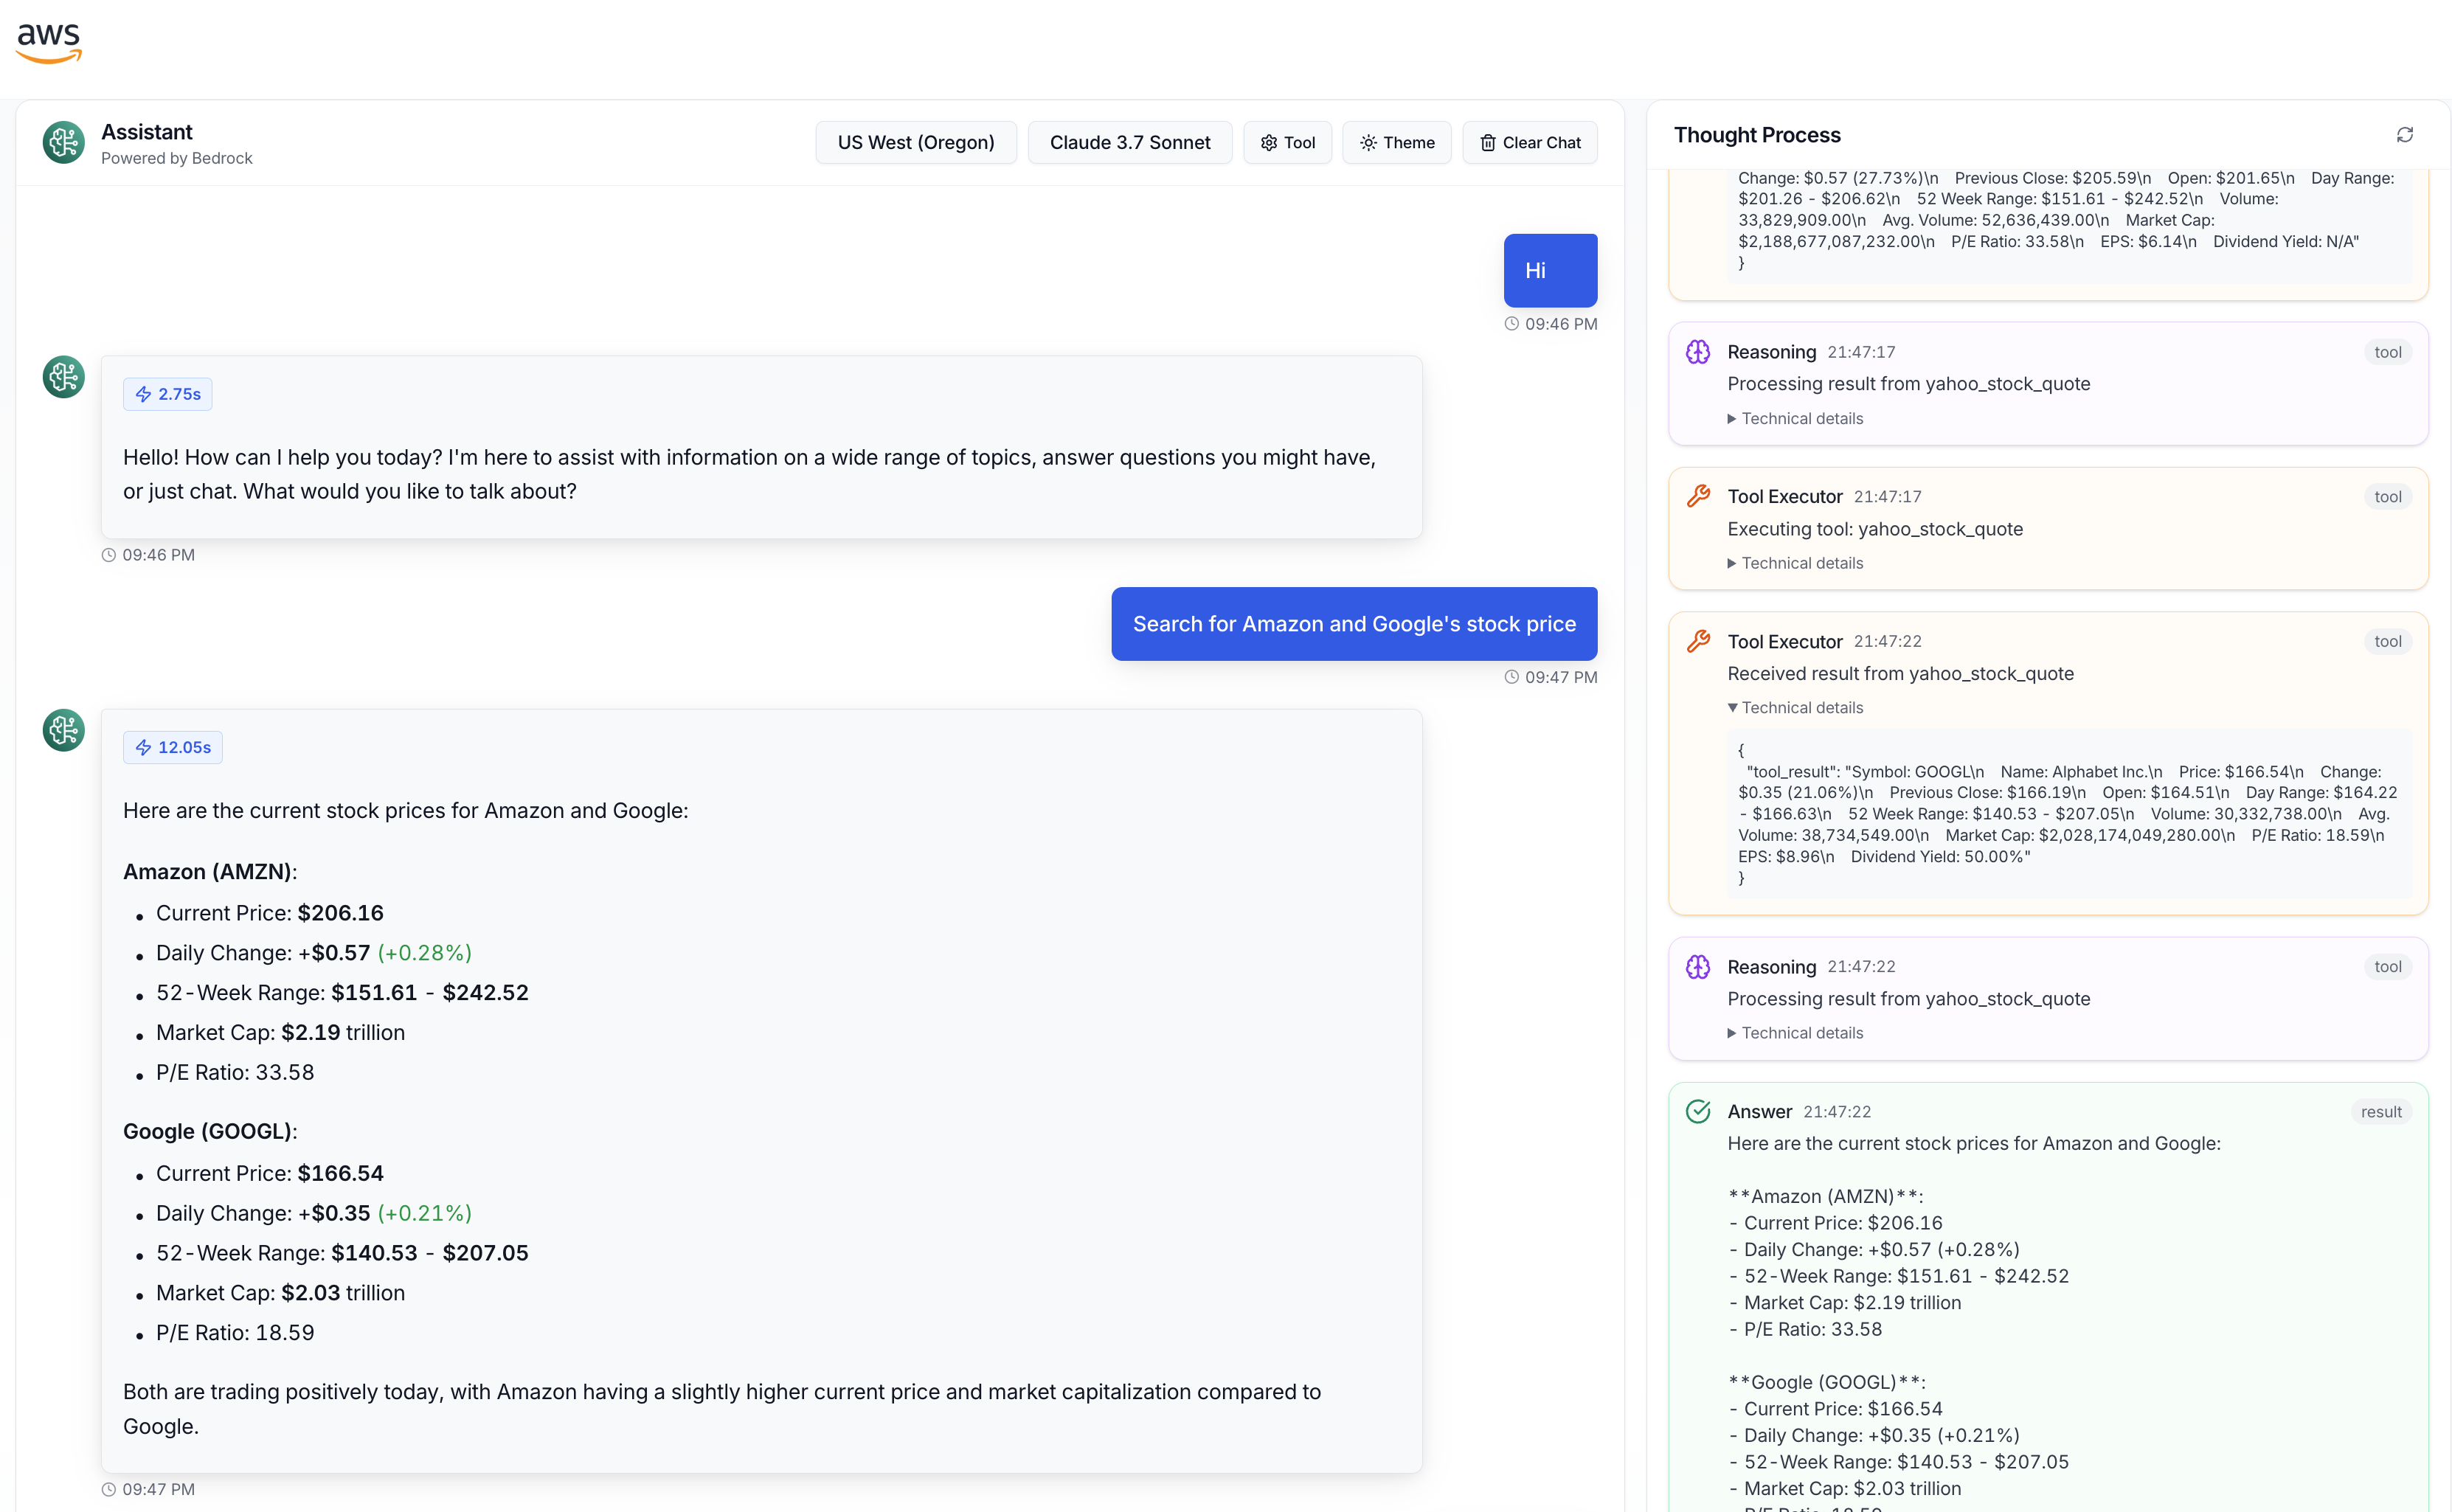 aws
Assistant
Powered by Bedrock
US West (Oregon)
Claude 3.7 Sonnet
Tool
Theme
Clear Chat
Hi
09:46 PM
2.75s
Hello! How can I help you today? I'm here to assist with information on a wide range of topics, answer questions you might have,
or just chat. What would you like to talk about?
09:46 PM
Search for Amazon and Google's stock price
09:47 PM
12.05s
Here are the current stock prices for Amazon and Google:
Amazon (AMZN):
• Current Price: $206.16
• Daily Change: +$0.57 (+0.28%)
• 52-Week Range: $151.61 - $242.52
• Market Cap: $2.19 trillion
• P/E Ratio: 33.58
Google (GOOGL):
• Current Price: $166.54
• Daily Change: +$0.35 (+0.21%)
• 52-Week Range: $140.53 - $207.05
• Market Cap: $2.03 trillion
• P/E Ratio: 18.59
Both are trading positively today, with Amazon having a slightly higher current price and market capitalization compared to
Google.
09:47 PM
Thought Process
Change: $0.57 (27.73%)\n Previous Close: $205.59\n Open: $201.65\n Day Range:
$201.26 - $206.62\n 52 Week Range: $151.61 - $242.52\n Volume:
33,829,909.00\n Avg. Volume: 52,636,439.00\n Market Cap:
$2,188,677,087,232.00\n P/E Ratio: 33.58\n EPS: $6.14\n Dividend Yield: N/A"
}
Reasoning 21:47:17 tool
Processing result from yahoo_stock_quote
Technical details
Tool Executor 21:47:17 tool
Executing tool: yahoo_stock_quote
Technical details
Tool Executor 21:47:22 tool
Received result from yahoo_stock_quote
Technical details
{
"tool_result": "Symbol: GOOGL\n Name: Alphabet Inc.\n Price: $166.54\n Change:
$0.35 (21.06%)\n Previous Close: $166.19\n Open: $164.51\n Day Range: $164.22
- $166.63\n 52 Week Range: $140.53 - $207.05\n Volume: 30,332,738.00\n Avg.
Volume: 38,734,549.00\n Market Cap: $2,028,174,049,280.00\n P/E Ratio: 18.59\n
EPS: $8.96\n Dividend Yield: 50.00%"
}
Reasoning 21:47:22 tool
Processing result from yahoo_stock_quote
Technical details
Answer 21:47:22 result
Here are the current stock prices for Amazon and Google:
**Amazon (AMZN)**:
- Current Price: $206.16
- Daily Change: +$0.57 (+0.28%)
- 52-Week Range: $151.61 - $242.52
- Market Cap: $2.19 trillion
- P/E Ratio: 33.58
**Google (GOOGL)**:
- Current Price: $166.54
- Daily Change: +$0.35 (+0.21%)
- 52-Week Range: $140.53 - $207.05
- Market Cap: $2.03 trillion